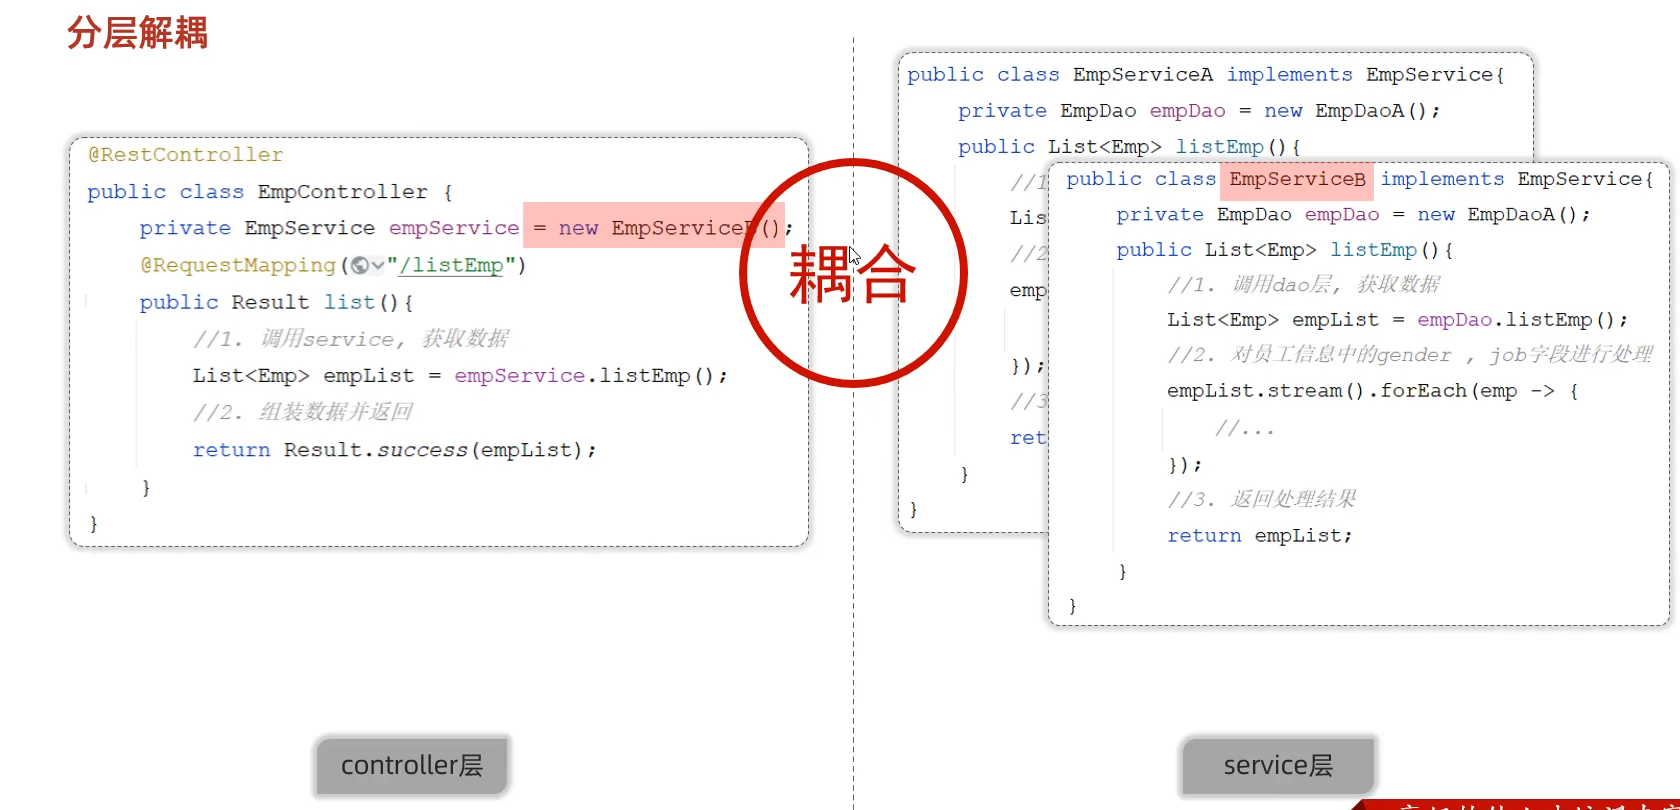 分层解耦
@RestController
public class EmpController {
private EmpService empService = new EmpServiceB();
@RequestMapping("/listEmp")
public Result list(){
//1. 调用service, 获取数据
List<Emp> empList = empService.listEmp();
//2. 组装数据并返回
return Result.success(empList);
}
}
耦合
public class EmpServiceA implements EmpService{
private EmpDao empDao = new EmpDaoA();
public List<Emp> listEmp(){
//1
Lis
//2
emp
});
//3
ret
}
}
public class EmpServiceB implements EmpService{
private EmpDao empDao = new EmpDaoA();
public List<Emp> listEmp(){
//1. 调用dao层, 获取数据
List<Emp> empList = empDao.listEmp();
//2. 对员工信息中的gender , job字段进行处理
empList.stream().forEach(emp -> {
//...
});
//3. 返回处理结果
return empList;
}
}
controller层
service层